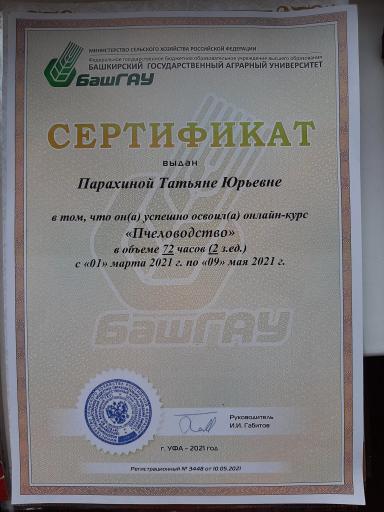 МИНИСТЕРСТВО СЕЛЬСКОГО ХОЗЯЙСТВА РОССИЙСКОЙ ФЕДЕРАЦИИ
Федеральное государственное бюджетное образовательное учреждение высшего образования
БАШКИРСКИЙ ГОСУДАРСТВЕННЫЙ АГРАРНЫЙ УНИВЕРСИТЕТ
БашГАУ
СЕРТИФИКАТ
выдан
Парахиной Татьяне Юрьевне
в том, что он(а) успешно освоил(а) онлайн-курс
«Пчеловодство»
в объеме 72 часов (2 з.ед.)
с «01» марта 2021 г. по «09» мая 2021 г.
БашГАУ
Руководитель
И.И. Габитов
г. УФА – 2021 год
Регистрационный № 3448 от 10.05.2021